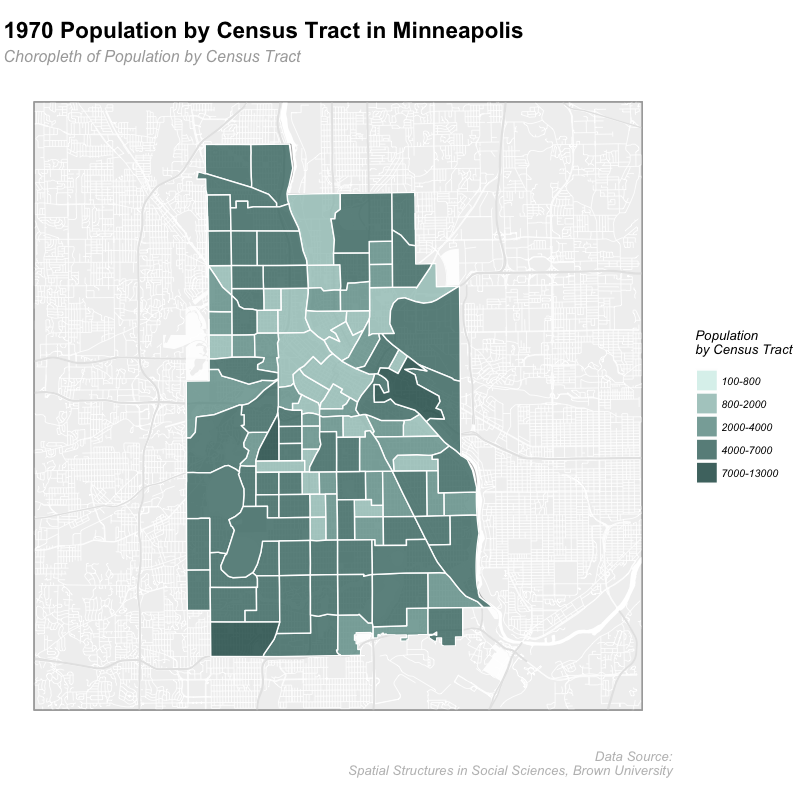 1970 Population by Census Tract in Minneapolis
Choropleth of Population by Census Tract
Population
by Census Tract
100-800
800-2000
2000-4000
4000-7000
7000-13000
Data Source:
Spatial Structures in Social Sciences, Brown University